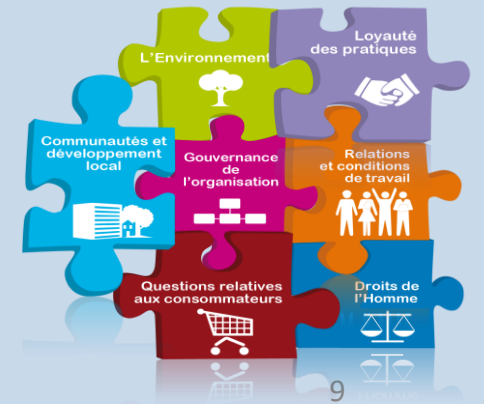 L'Environnement
Loyauté
des pratiques
Communautés et
développement
local
Gouvernance
de
l'organisation
Relations
et conditions
de travail
Questions relatives
aux consommateurs
Droits de
l'Homme
9